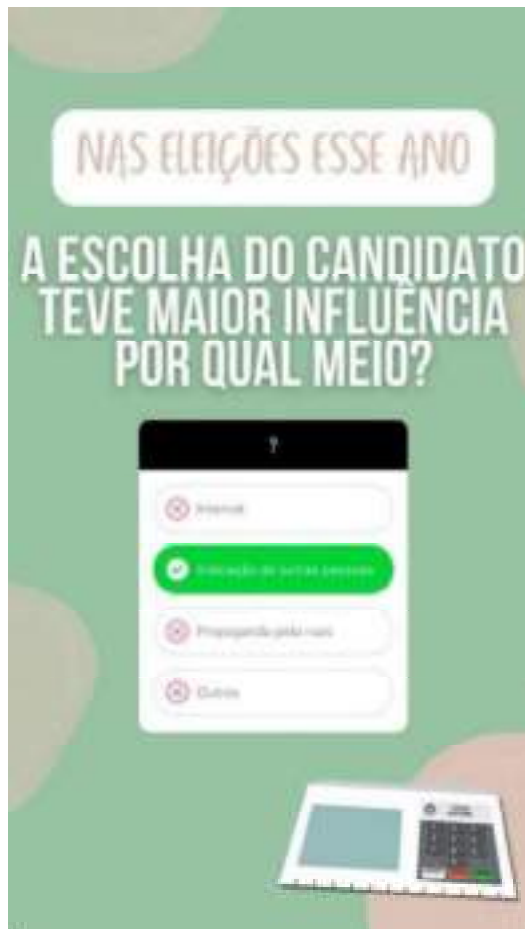 NAS ELEIÇÕES ESSE ANO
A ESCOLHA DO CANDIDATO
TEVE MAIOR INFLUÊNCIA
POR QUAL MEIO?
?
Internet
Indicação de outras pessoas
Propaganda pela ruas
Outros